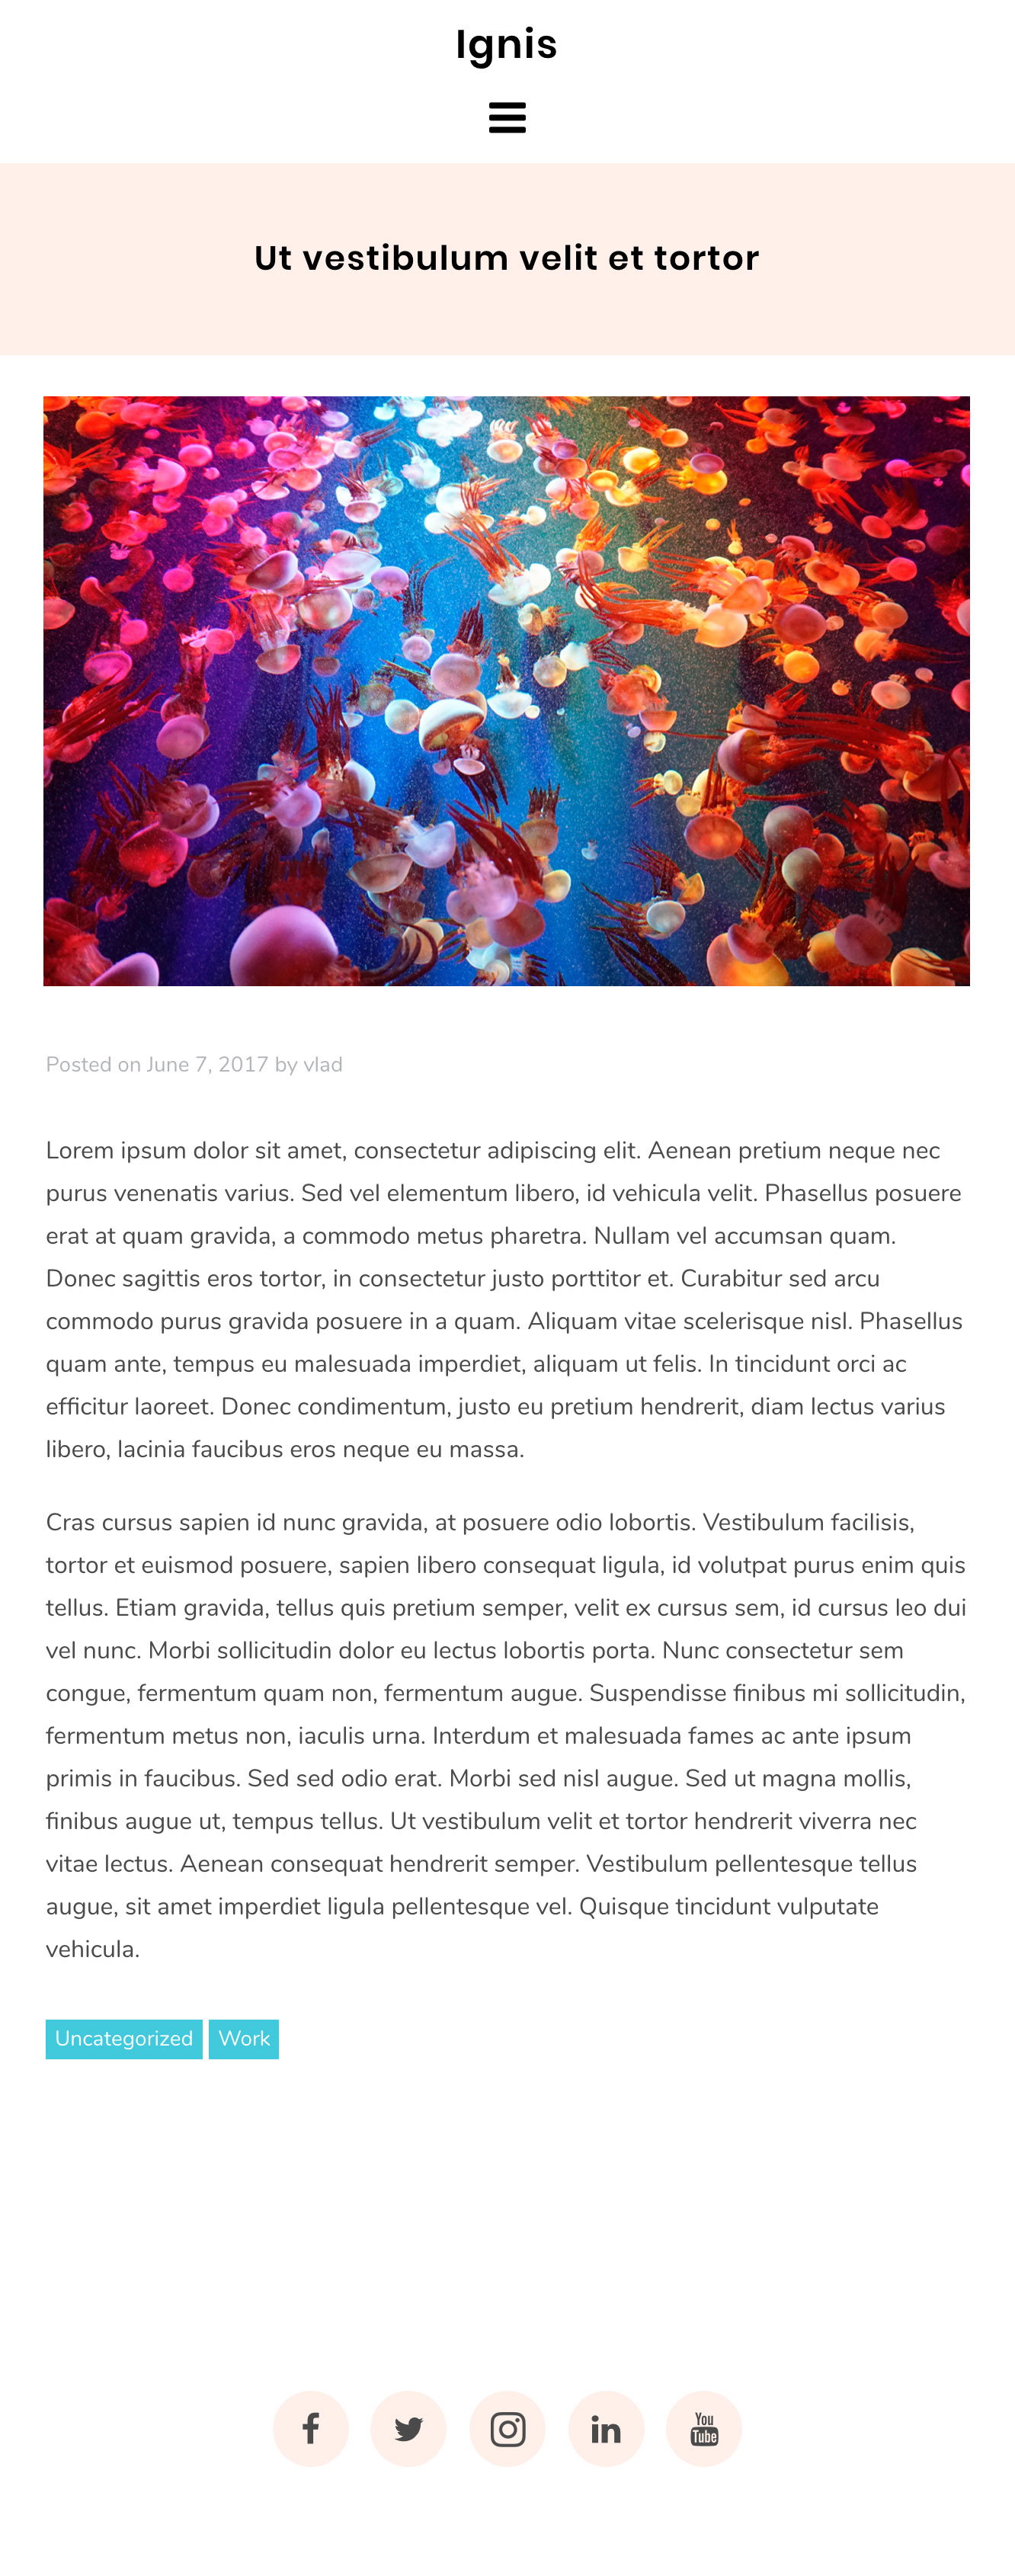 Ignis
Ut vestibulum velit et tortor
Posted on June 7, 2017 by vlad
Lorem ipsum dolor sit amet, consectetur adipiscing elit. Aenean pretium neque nec
purus venenatis varius. Sed vel elementum libero, id vehicula velit. Phasellus posuere
erat at quam gravida, a commodo metus pharetra. Nullam vel accumsan quam.
Donec sagittis eros tortor, in consectetur justo porttitor et. Curabitur sed arcu
commodo purus gravida posuere in a quam. Aliquam vitae scelerisque nisl. Phasellus
quam ante, tempus eu malesuada imperdiet, aliquam ut felis. In tincidunt orci ac
efficitur laoreet. Donec condimentum, justo eu pretium hendrerit, diam lectus varius
libero, lacinia faucibus eros neque eu massa.
Cras cursus sapien id nunc gravida, at posuere odio lobortis. Vestibulum facilisis,
tortor et euismod posuere, sapien libero consequat ligula, id volutpat purus enim quis
tellus. Etiam gravida, tellus quis pretium semper, velit ex cursus sem, id cursus leo dui
vel nunc. Morbi sollicitudin dolor eu lectus lobortis porta. Nunc consectetur sem
congue, fermentum quam non, fermentum augue. Suspendisse finibus mi sollicitudin,
fermentum metus non, iaculis urna. Interdum et malesuada fames ac ante ipsum
primis in faucibus. Sed sed odio erat. Morbi sed nisl augue. Sed ut magna mollis,
finibus augue ut, tempus tellus. Ut vestibulum velit et tortor hendrerit viverra nec
vitae lectus. Aenean consequat hendrerit semper. Vestibulum pellentesque tellus
augue, sit amet imperdiet ligula pellentesque vel. Quisque tincidunt vulputate
vehicula.
Uncategorized Work
f in You Tube